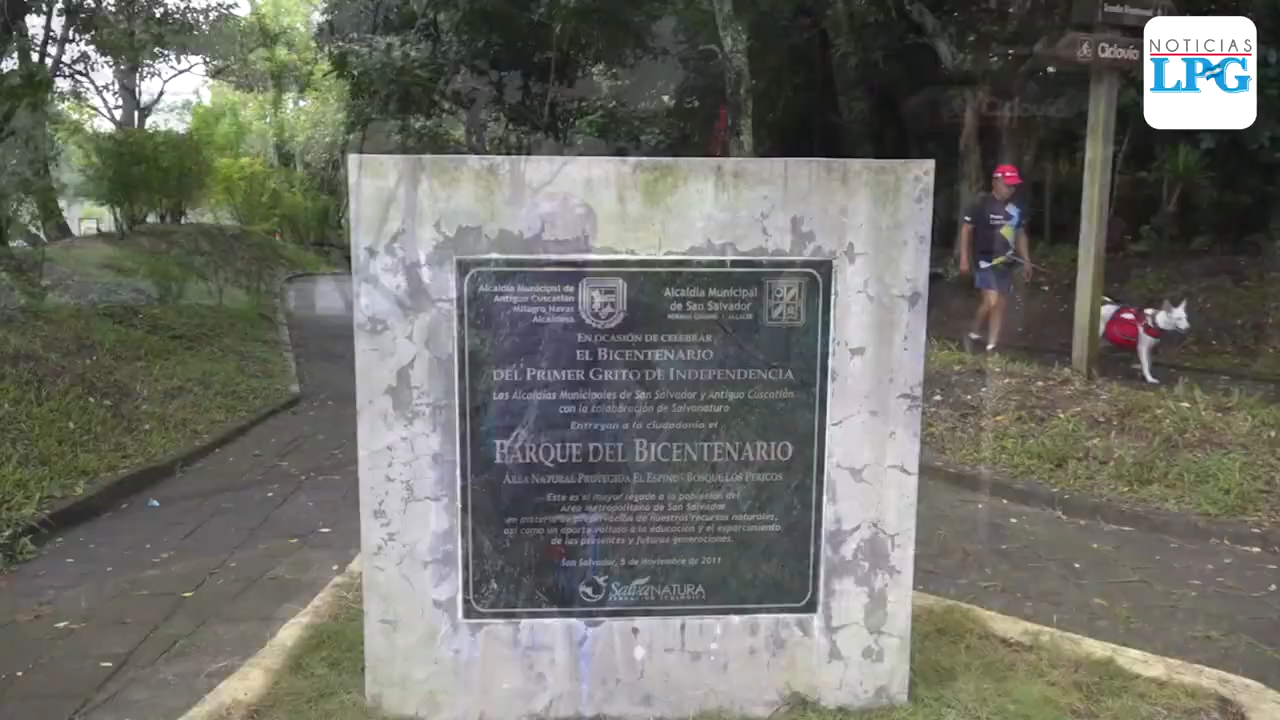 NOTICIAS
LPG
Ciclovía
Alcaldía Municipal de
Antiguo Cuscatlán
Milagro Navas
Alcaldesa
Alcaldía Municipal
de San Salvador
EN OCASIÓN DE CELEBRAR
EL BICENTENARIO
DEL PRIMER GRITO DE INDEPENDENCIA
Las Alcaldías Municipales de San Salvador y Antiguo Cuscatlán
con la colaboración de Salvanatura
Entregan a la ciudadanía el
PARQUE DEL BICENTENARIO
ÁREA NATURAL PROTEGIDA EL ESPINO - BOSQUE LOS PERICOS
Este es el mayor legado a la población del
Area Metropolitana de San Salvador
en materia de preservación de nuestros recursos naturales,
así como un aporte valioso a la educación y el esparcimiento
de las presentes y futuras generaciones.
San Salvador, 5 de noviembre de 2011
SalvaNATURA
FUNDACIÓN ECOLÓGICA